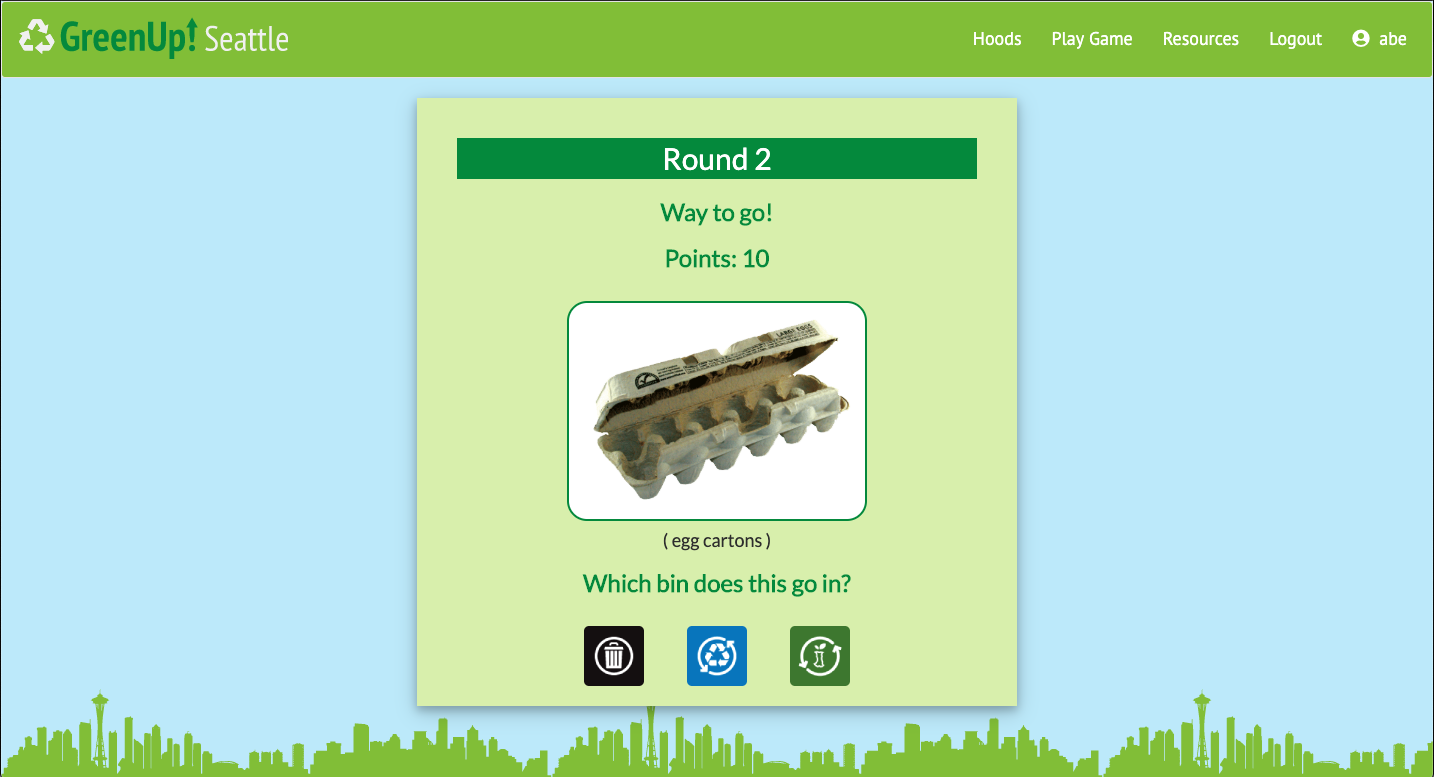 GreenUp! Seattle
Hoods Play Game Resources Logout abe
Round 2
Way to go!
Points: 10
LARGE EGGS
( egg cartons )
Which bin does this go in?